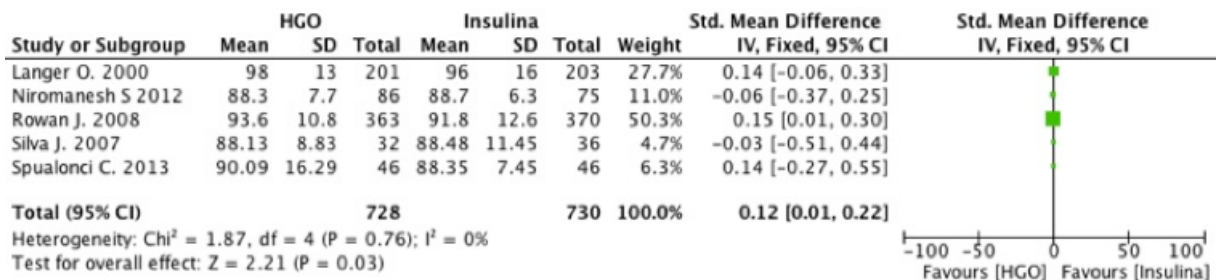 HGO Insulina Std. Mean Difference Std. Mean Difference
Study or Subgroup Mean SD Total Mean SD Total Weight IV, Fixed, 95% CI IV, Fixed, 95% CI
Langer O. 2000 98 13 201 96 16 203 27.7% 0.14 [-0.06, 0.33]
Niromanesh S 2012 88.3 7.7 86 88.7 6.3 75 11.0% -0.06 [-0.37, 0.25]
Rowan J. 2008 93.6 10.8 363 91.8 12.6 370 50.3% 0.15 [0.01, 0.30]
Silva J. 2007 88.13 8.83 32 88.48 11.45 36 4.7% -0.03 [-0.51, 0.44]
Spualonci C. 2013 90.09 16.29 46 88.35 7.45 46 6.3% 0.14 [-0.27, 0.55]
Total (95% CI) 728 730 100.0% 0.12 [0.01, 0.22]
Heterogeneity: Chi² = 1.87, df = 4 (P = 0.76); I² = 0%
Test for overall effect: Z = 2.21 (P = 0.03)
-100 -50 0 50 100
Favours [HGO] Favours [Insulina]